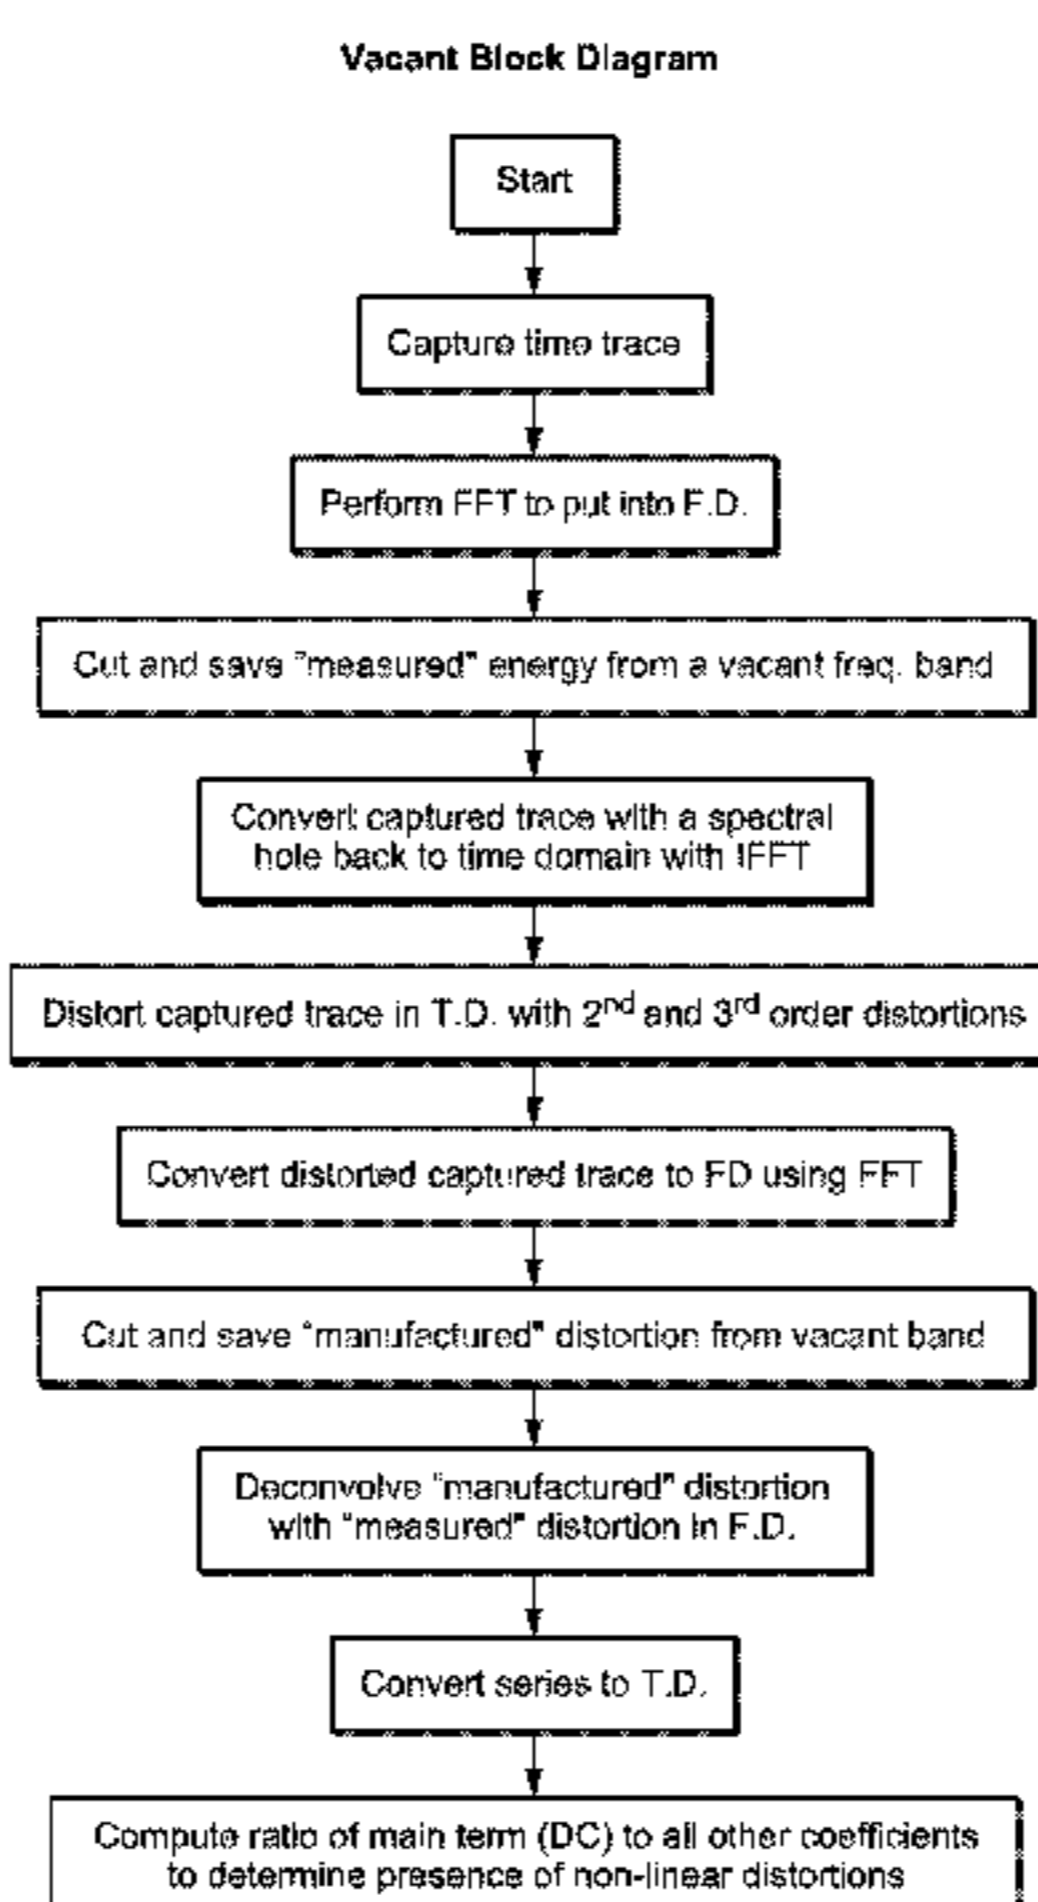 Vacant Block Diagram
Start
Capture time trace
Perform FFT to put into F.D.
Cut and save "measured" energy from a vacant freq. band
Convert captured trace with a spectral
hole back to time domain with IFFT
Distort captured trace in T.D. with 2nd and 3rd order distortions
Convert distorted captured trace to FD using FFT
Cut and save "manufactured" distortion from vacant band
Deconvolve "manufactured" distortion
with "measured" distortion in F.D.
Convert series to T.D.
Compute ratio of main term (DC) to all other coefficients
to determine presence of non-linear distortions